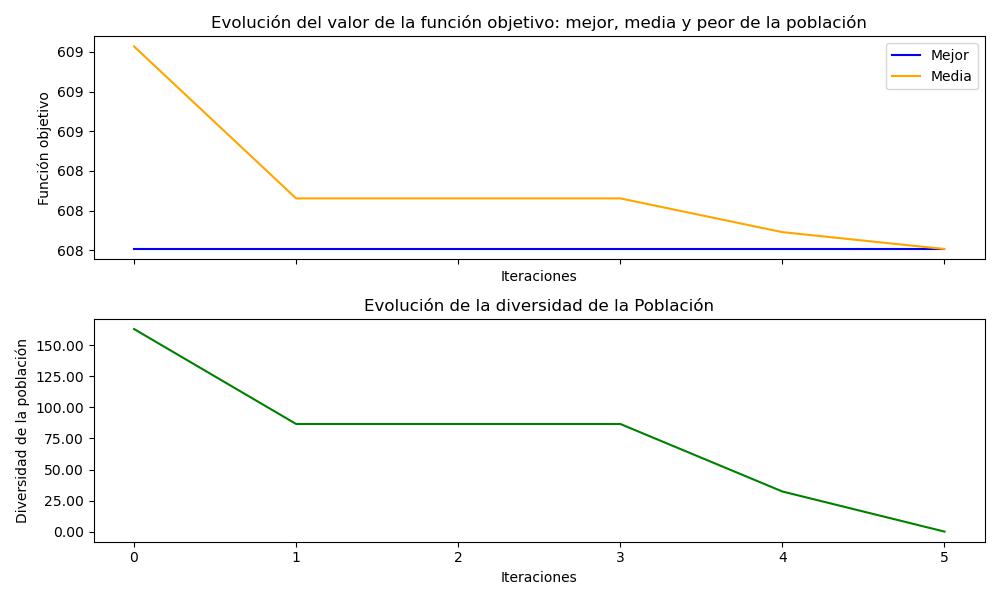 Evolución del valor de la función objetivo: mejor, media y peor de la población
609
609
609
608
608
608
Función objetivo
Mejor
Media
Iteraciones
Evolución de la diversidad de la Población
150.00
125.00
100.00
75.00
50.00
25.00
0.00
Diversidad de la población
0 1 2 3 4 5
Iteraciones